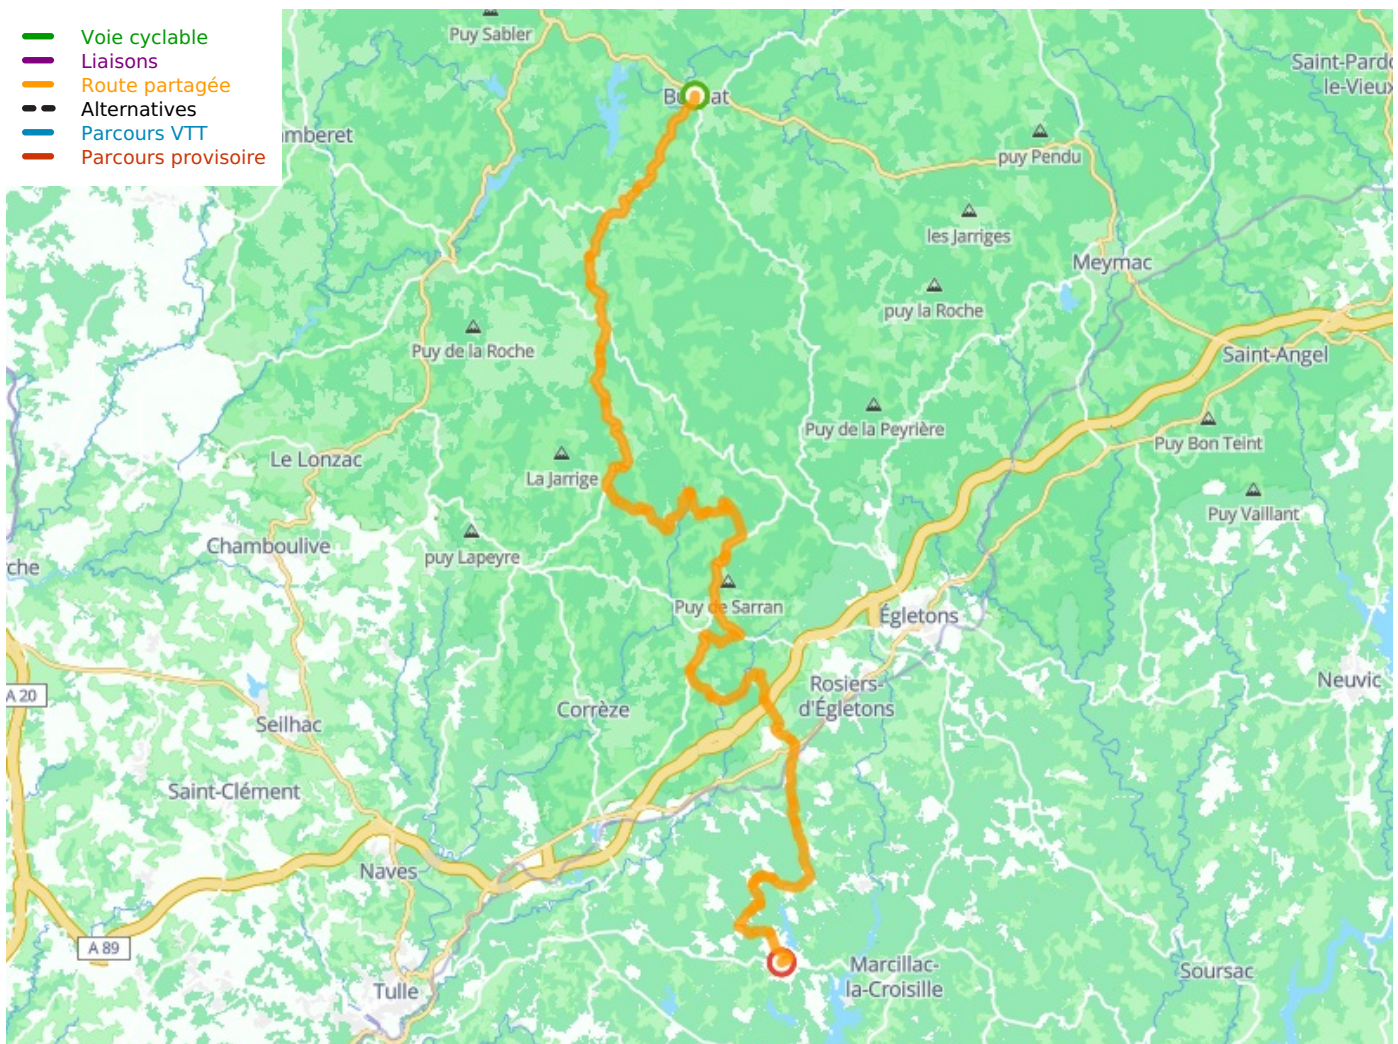 Voie cyclable
Liaisons
Route partagée
Alternatives
Parcours VTT
Parcours provisoire
Puy Sabler
Saint-Pardo
le-Vieux
puy Pendu
les Jarriges
Meymac
puy la Roche
Puy de la Roche
Saint-Angel
Puy de la Peyrière
Puy Bon Teint
Le Lonzac
La Jarrige
Puy Vaillant
Chamboulive
puy Lapeyre
che
Puy de Sarran
Égletons
Neuvic
A 20
Rosiers-
d'Égletons
Corrèze
Seilhac
Saint-Clément
Naves
A 89
Marcillac-
la-Croisille
Soursac
Tulle